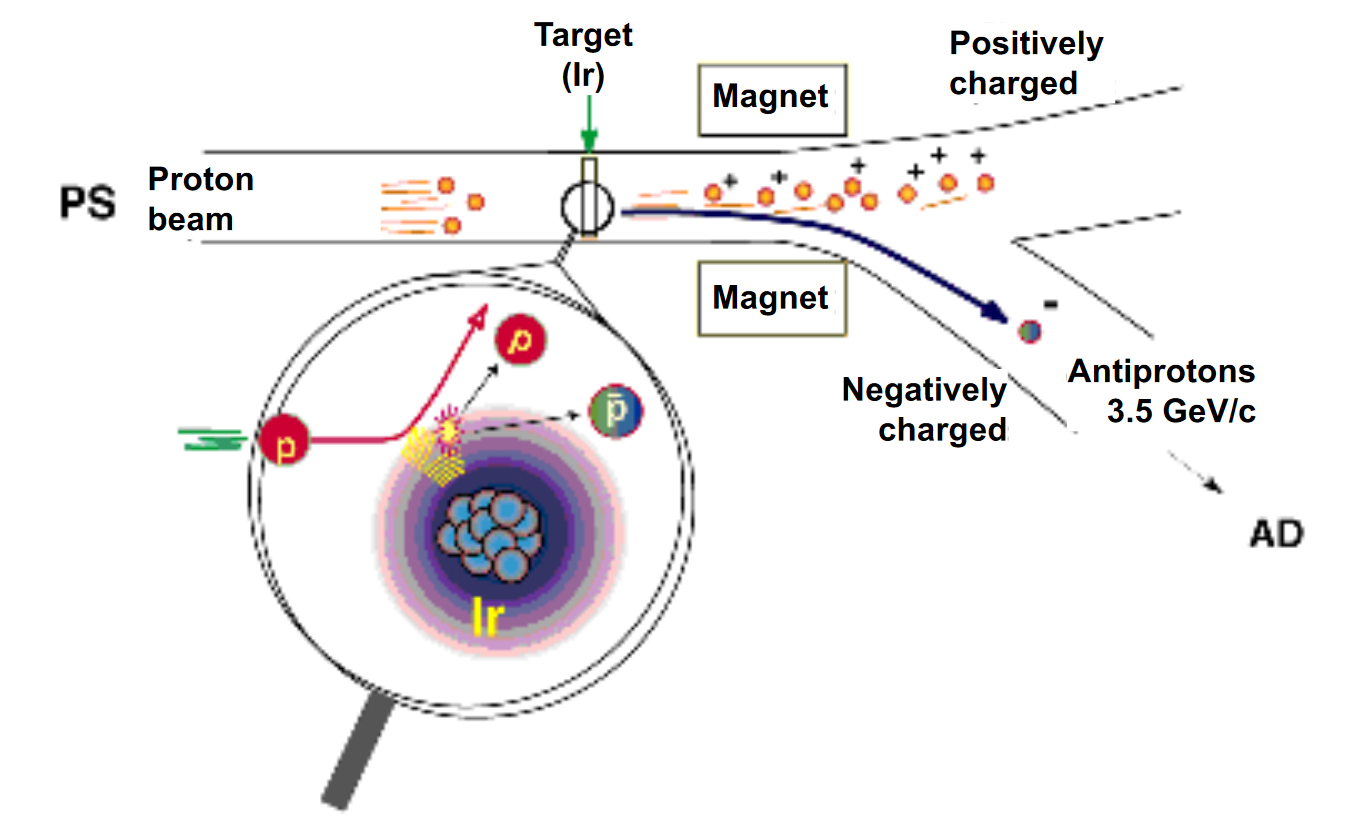 Target
(Ir)
Positively
charged
Magnet
PS
Proton
beam
+ + + + + +
Magnet
-
Negatively
charged
Antiprotons
3.5 GeV/c
AD
p
p
p̄
Ir